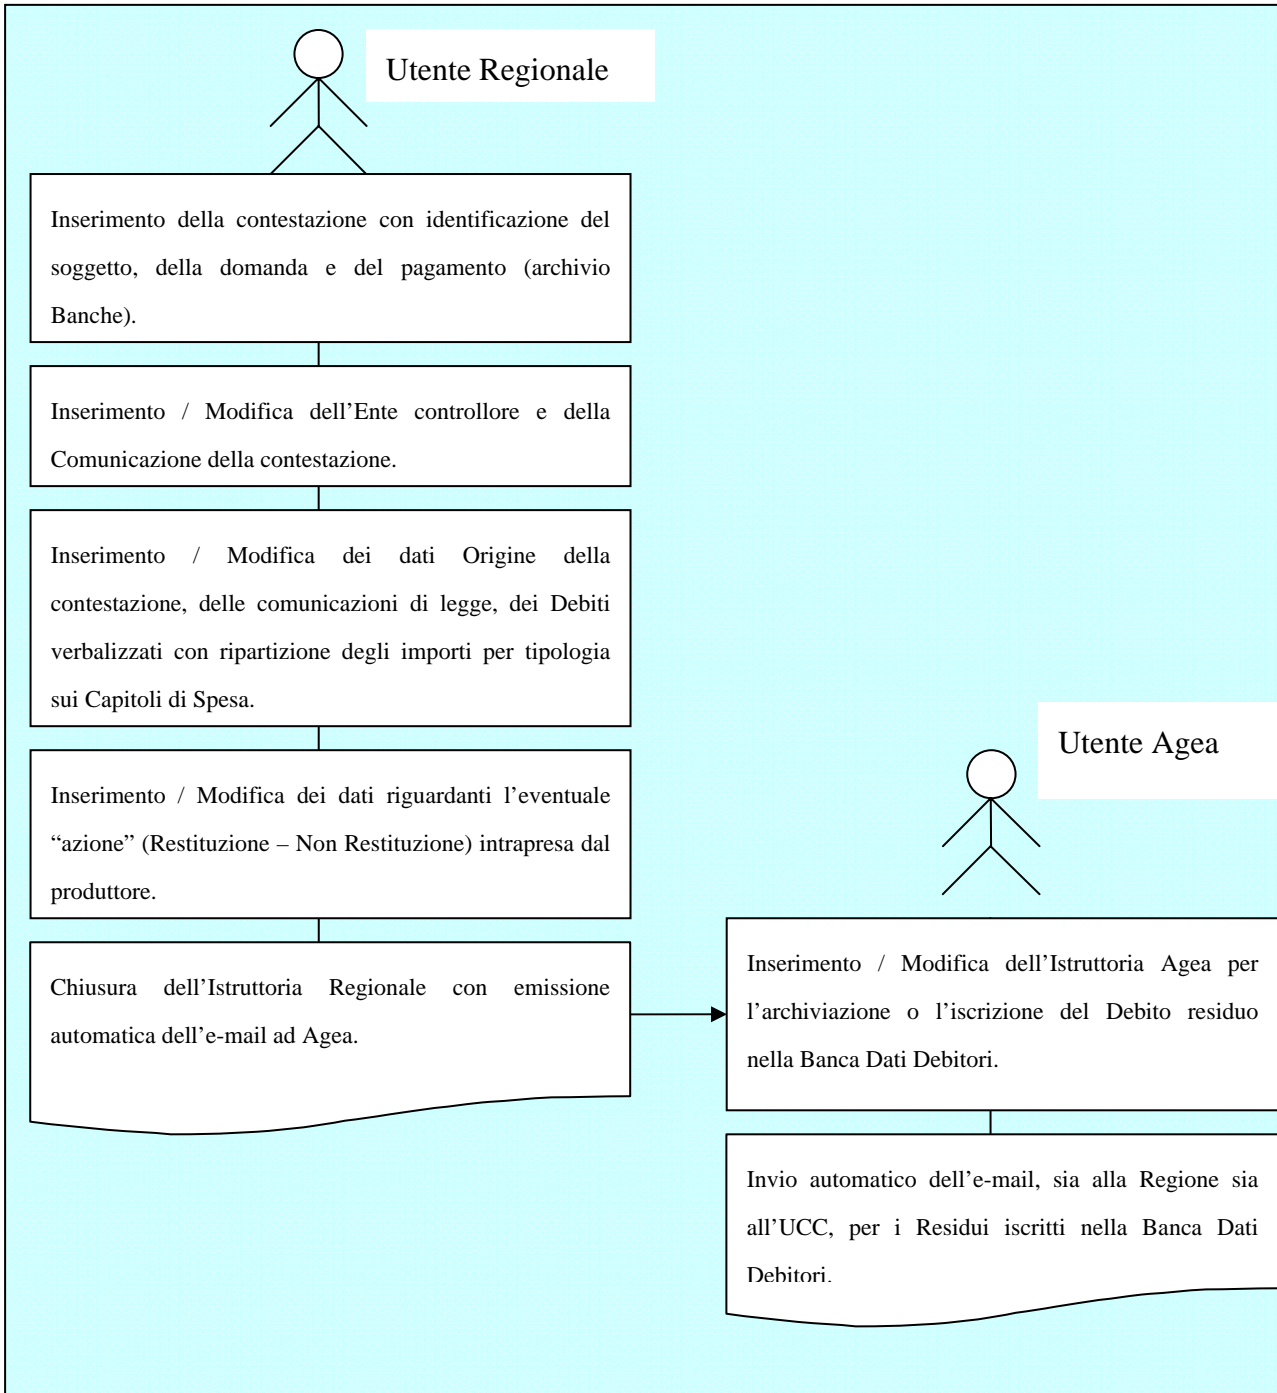 Utente Regionale
Inserimento della contestazione con identificazione del
soggetto, della domanda e del pagamento (archivio
Banche).
Inserimento / Modifica dell’Ente controllore e della
Comunicazione della contestazione.
Inserimento / Modifica dei dati Origine della
contestazione, delle comunicazioni di legge, dei Debiti
verbalizzati con ripartizione degli importi per tipologia
sui Capitoli di Spesa.
Inserimento / Modifica dei dati riguardanti l’eventuale
“azione” (Restituzione – Non Restituzione) intrapresa dal
produttore.
Chiusura dell’Istruttoria Regionale con emissione
automatica dell’e-mail ad Agea.
Utente Agea
Inserimento / Modifica dell’Istruttoria Agea per
l’archiviazione o l’iscrizione del Debito residuo
nella Banca Dati Debitori.
Invio automatico dell’e-mail, sia alla Regione sia
all’UCC, per i Residui iscritti nella Banca Dati
Debitori.